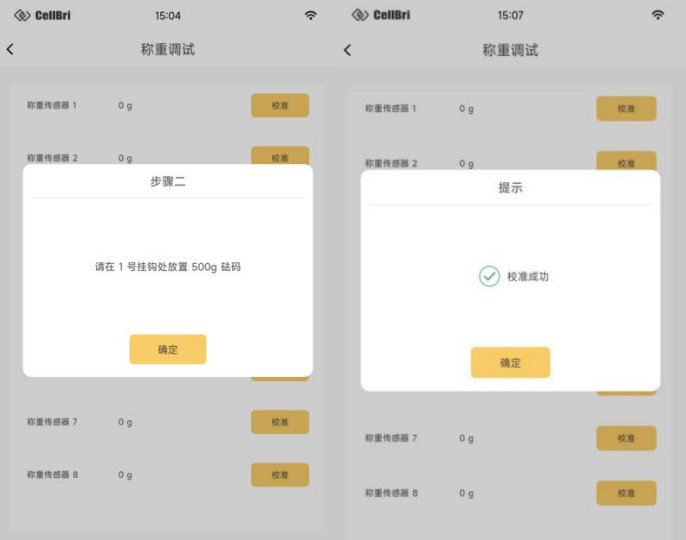 CellBri 15:04
称重调试
称重传感器 1 0 g 校准
称重传感器 2 0 g 校准
步骤二
请在 1 号挂钩处放置 500g 砝码
确定
称重传感器 7 0 g 校准
称重传感器 8 0 g 校准
CellBri 15:07
称重调试
称重传感器 1 0 g 校准
称重传感器 2 0 g 校准
提示
校准成功
确定
称重传感器 7 0 g 校准
称重传感器 8 0 g 校准